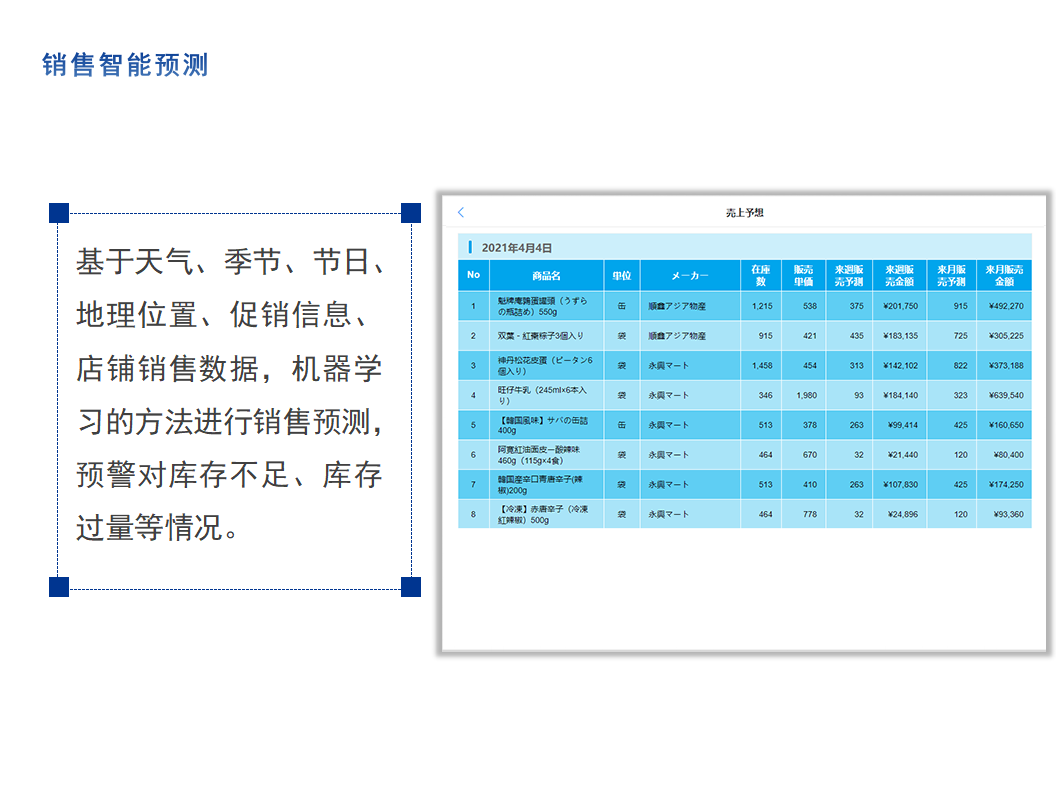 销售智能预测
基于天气、季节、节日、
地理位置、促销信息、
店铺销售数据，机器学
习的方法进行销售预测，
预警对库存不足、库存
过量等情况。
売上予想
2021年4月4日
No 商品名 単位 メーカー 在庫数 販売単価 来週販売予測 来週販売金額 来月販売予測 来月販売金額
1 魁牌庵鶉蛋罐頭（うずらの瓶詰め）550g 缶 順鑫アジア物産 1,215 538 375 ¥201,750 915 ¥492,270
2 双葉・紅棗粽子3個入り 袋 順鑫アジア物産 915 421 435 ¥183,135 725 ¥305,225
3 神丹松花皮蛋（ピータン6個入り） 袋 永興マート 1,458 454 313 ¥142,102 822 ¥373,188
4 旺仔牛乳（245ml×6本入り） 袋 永興マート 346 1,980 93 ¥184,140 323 ¥639,540
5 【韓国風味】サバの缶詰400g 缶 永興マート 513 378 263 ¥99,414 425 ¥160,650
6 阿寛紅油面皮ー酸辣味460g（115g×4食） 袋 永興マート 464 670 32 ¥21,440 120 ¥80,400
7 韓国産辛口青唐辛子(辣椒)200g 袋 永興マート 513 410 263 ¥107,830 425 ¥174,250
8 【冷凍】赤唐辛子（冷凍紅辣椒）500g 袋 永興マート 464 778 32 ¥24,896 120 ¥93,360